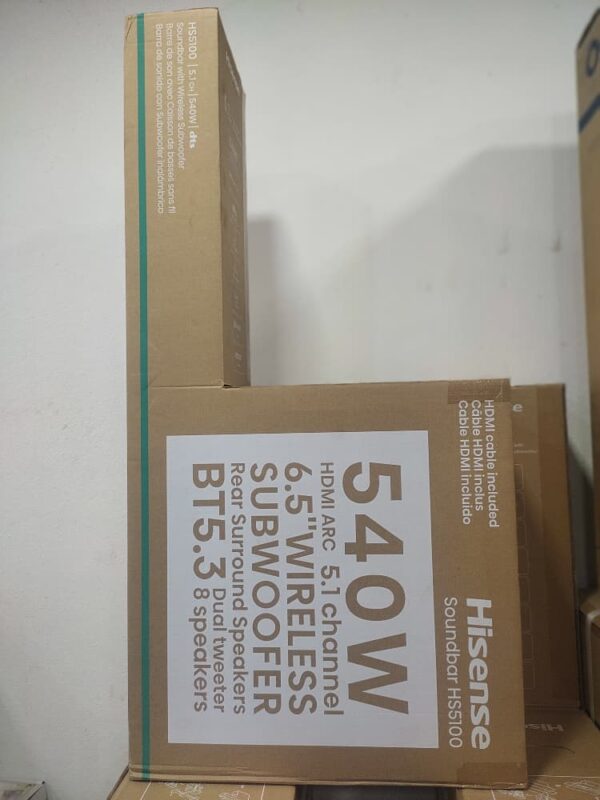 HS5100 | 5.1 CH | 540W | dts
Soundbar with Wireless Subwoofer
Barre de son avec Caisson de basses sans fil
Barra de sonido con Subwoofer inalámbrico
HDMI cable included
Câble HDMI inclus
Cable HDMI incluido
Hisense
Soundbar HS5100
540W
HDMI ARC 5.1 channel
6.5"WIRELESS
SUBWOOFER
Rear Surround Speakers
BT5.3 Dual tweeter
8 speakers